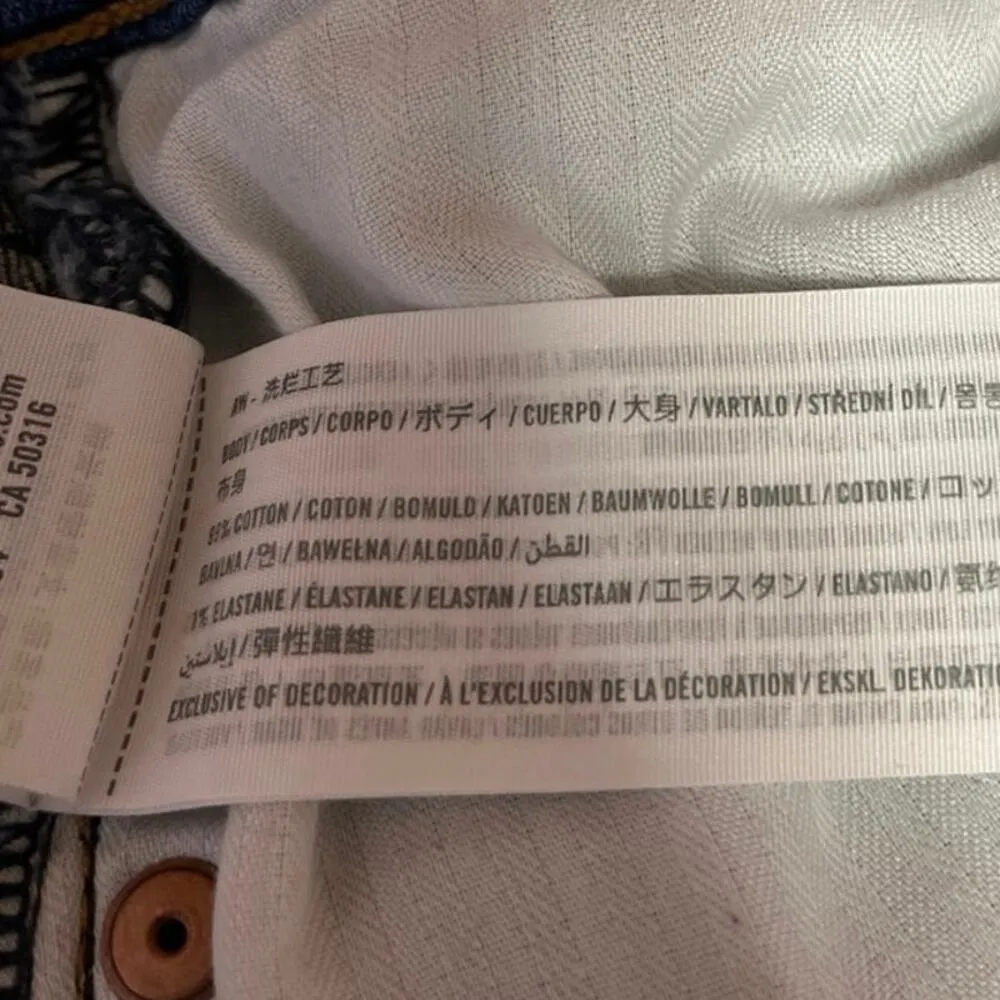 .com
CA 50316
洗烂工艺
BODY / CORPS / CORPO / ボディ / CUERPO / 大身 / VARTALO / STŘEDNÍ DÍL /
布身
99% COTTON / COTON / BOMULD / KATOEN / BAUMWOLLE / BOMULL / COTONE / コッ
BAVLNA / 면 / BAWEŁNA / ALGODÃO / القطن
1% ELASTANE / ÉLASTANE / ELASTAN / ELASTAAN / エラスタン / ELASTANO /
إيلاستين / 彈性纖維
EXCLUSIVE OF DECORATION / À L'EXCLUSION DE LA DÉCORATION / EKSKL. DEKORATI